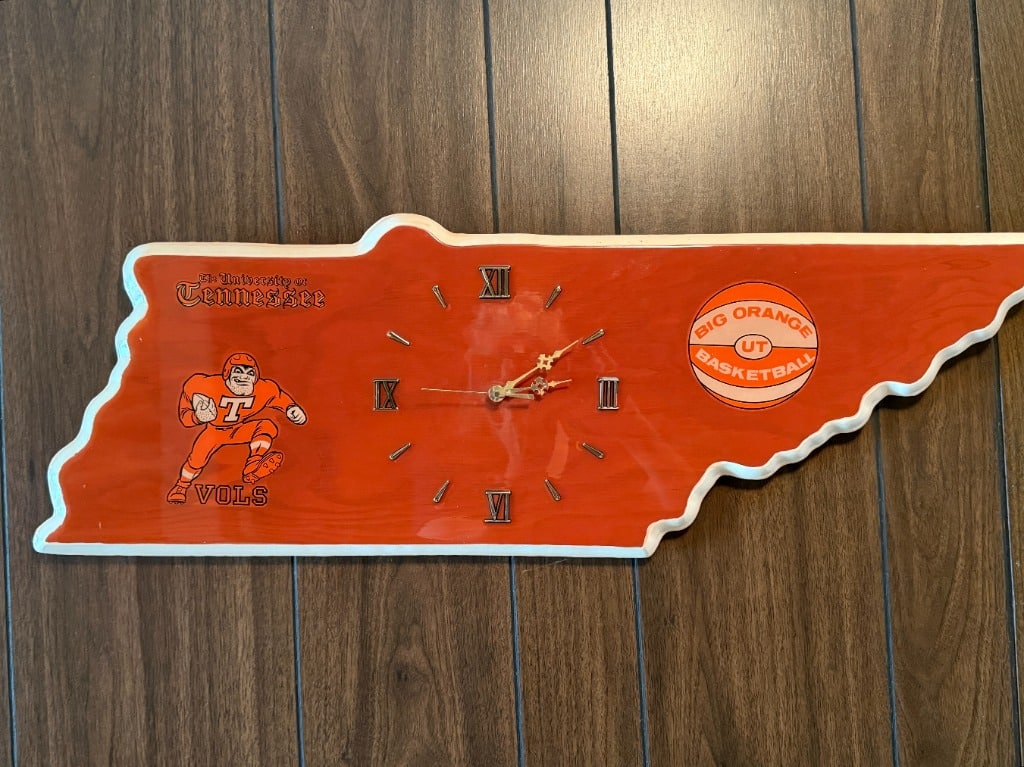 The University of
Tennessee
XII
IX
III
VI
T
VOLS
BIG ORANGE
UT
BASKETBALL